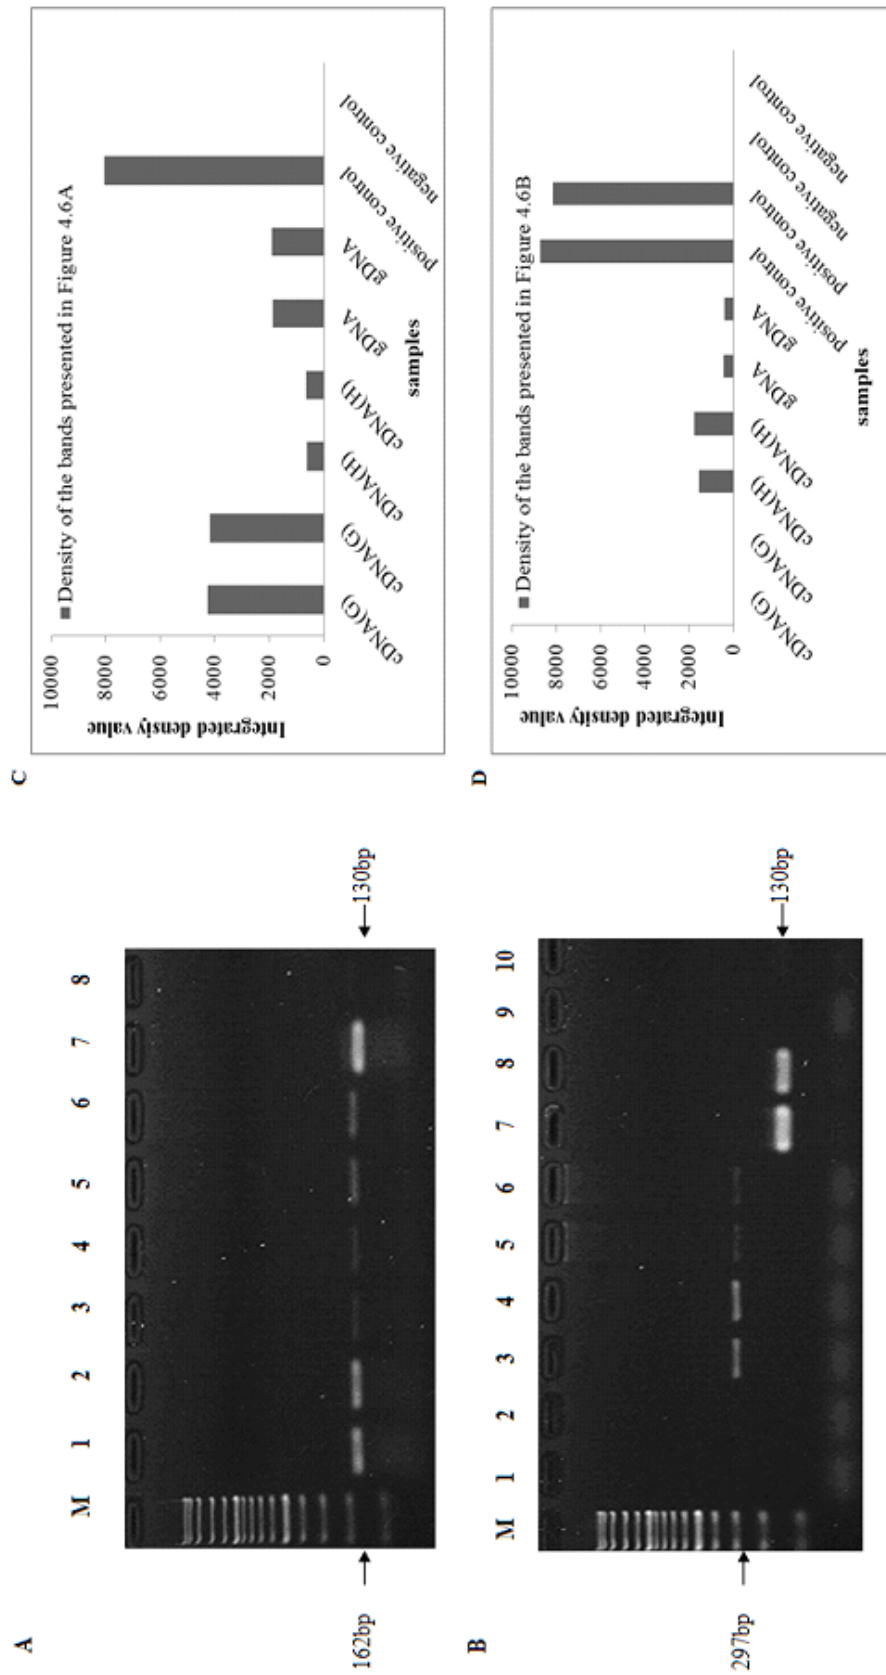 A
M 1 2 3 4 5 6 7 8
162bp
130bp
B
M 1 2 3 4 5 6 7 8 9 10
297bp
130bp
C
Density of the bands presented in Figure 4.6A
10000
8000
6000
4000
2000
0
Integrated density value
cDNA(G)
cDNA(G)
cDNA(H)
cDNA(H)
gDNA
gDNA
positive control
negative control
samples
D
Density of the bands presented in Figure 4.6B
10000
8000
6000
4000
2000
0
Integrated density value
cDNA(G)
cDNA(G)
cDNA(H)
cDNA(H)
gDNA
gDNA
positive control
positive control
negative control
negative control
samples